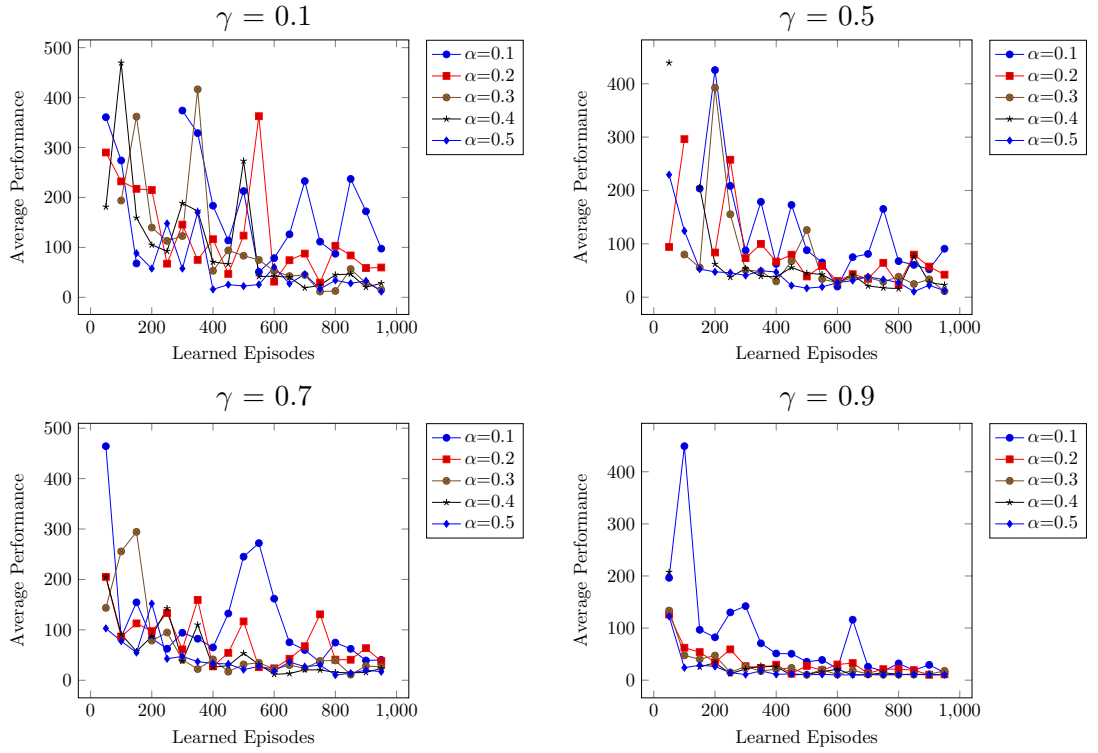 γ = 0.1
500
400
300
200
100
0
0
200
400
600
800
1,000
Learned Episodes
Average Performance
α=0.1
α=0.2
α=0.3
α=0.4
α=0.5
γ = 0.5
400
300
200
100
0
0
200
400
600
800
1,000
Learned Episodes
Average Performance
α=0.1
α=0.2
α=0.3
α=0.4
α=0.5
γ = 0.7
500
400
300
200
100
0
0
200
400
600
800
1,000
Learned Episodes
Average Performance
α=0.1
α=0.2
α=0.3
α=0.4
α=0.5
γ = 0.9
400
300
200
100
0
0
200
400
600
800
1,000
Learned Episodes
Average Performance
α=0.1
α=0.2
α=0.3
α=0.4
α=0.5